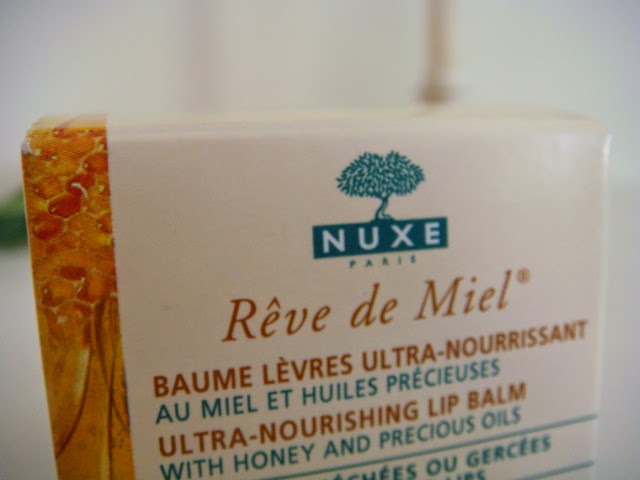 NUXE
PARIS
Rêve de Miel®
BAUME LÈVRES ULTRA-NOURRISSANT
AU MIEL ET HUILES PRÉCIEUSES
ULTRA-NOURISHING LIP BALM
WITH HONEY AND PRECIOUS OILS
OU GERCÉES